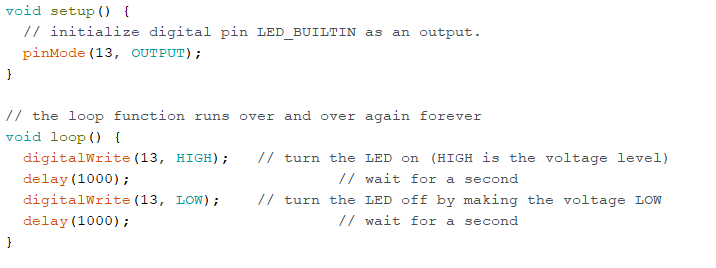 void setup() {
  // initialize digital pin LED_BUILTIN as an output.
  pinMode(13, OUTPUT);
}

// the loop function runs over and over again forever
void loop() {
  digitalWrite(13, HIGH);   // turn the LED on (HIGH is the voltage level)
  delay(1000);                       // wait for a second
  digitalWrite(13, LOW);    // turn the LED off by making the voltage LOW
  delay(1000);                       // wait for a second
}